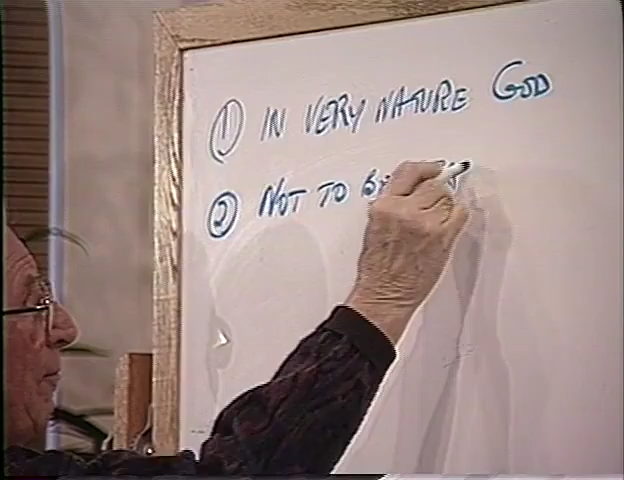 ① IN VERY NATURE GOD
② NOT TO